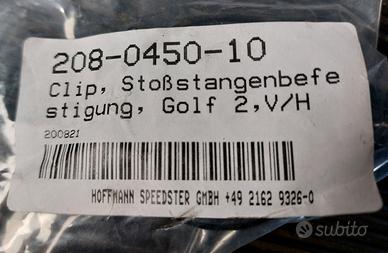 208-0450-10
Clip, Stoßstangenbefe
stigung, Golf 2,V/H
200821
HOFFMANN SPEEDSTER GMBH +49 2162 9326-0
subito